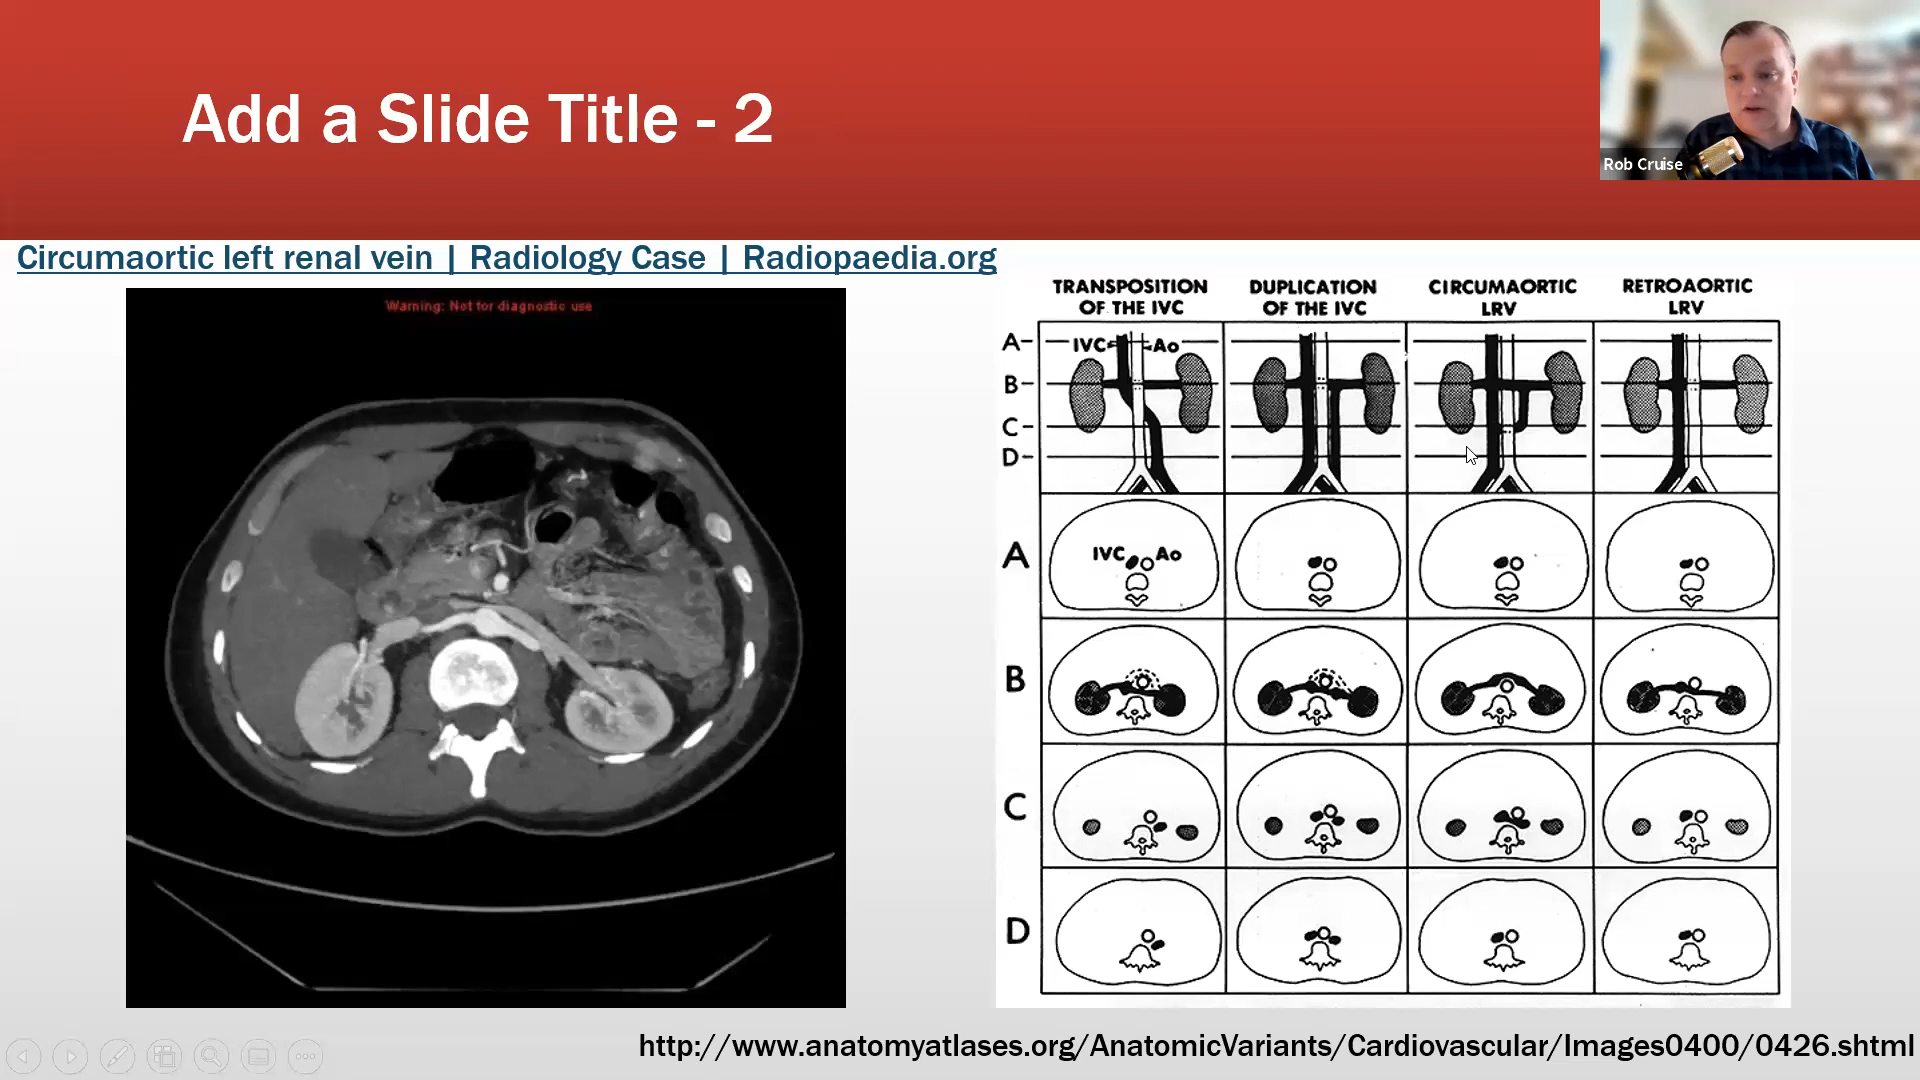 Add a Slide Title - 2
Rob Cruise
Circumaortic left renal vein | Radiology Case | Radiopaedia.org
Warning: Not for diagnostic use
TRANSPOSITION OF THE IVC
DUPLICATION OF THE IVC
CIRCUMAORTIC LRV
RETROAORTIC LRV
A-
IVC
Ao
B-
C-
D-
A
IVC
Ao
B
C
D
http://www.anatomyatlases.org/AnatomicVariants/Cardiovascular/Images0400/0426.shtml